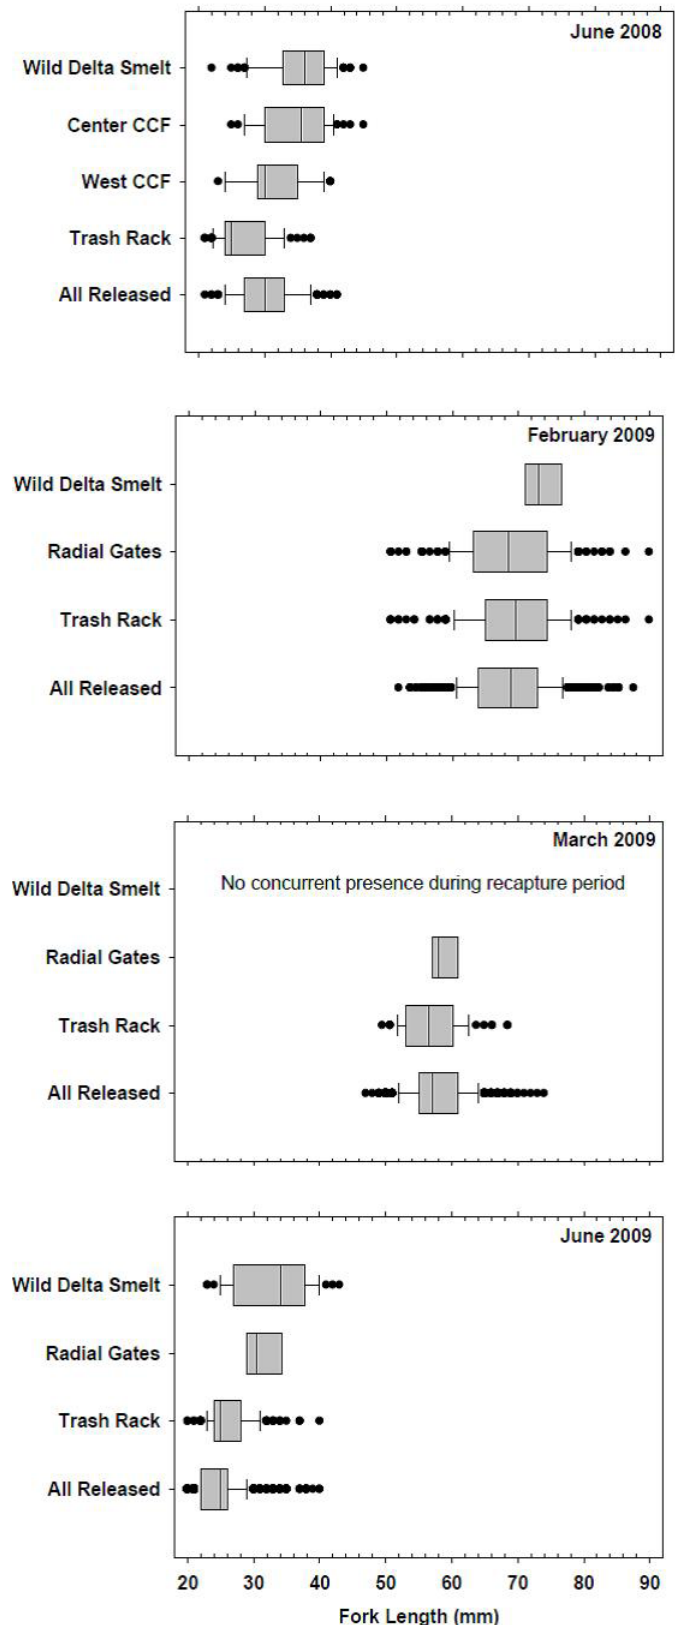 June 2008
Wild Delta Smelt
Center CCF
West CCF
Trash Rack
All Released
February 2009
Wild Delta Smelt
Radial Gates
Trash Rack
All Released
March 2009
Wild Delta Smelt No concurrent presence during recapture period
Radial Gates
Trash Rack
All Released
June 2009
Wild Delta Smelt
Radial Gates
Trash Rack
All Released
20 30 40 50 60 70 80 90
Fork Length (mm)